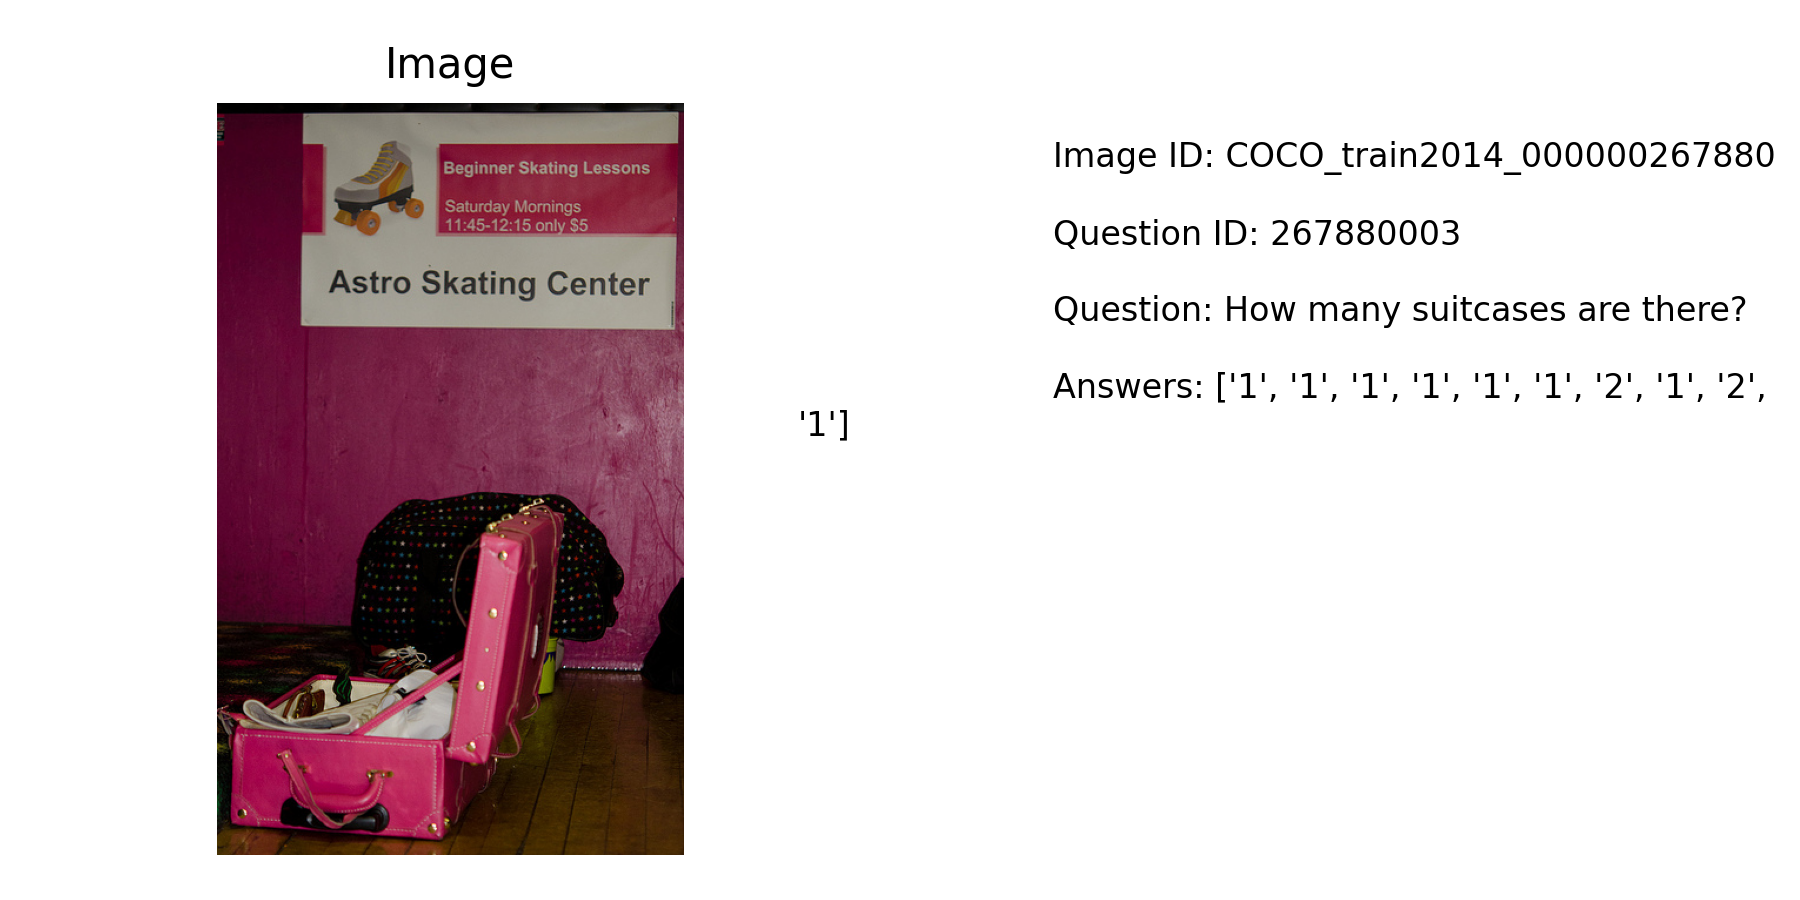 Image
Beginner Skating Lessons
Saturday Mornings
11:45-12:15 only $5
Astro Skating Center
Image ID: COCO_train2014_000000267880
Question ID: 267880003
Question: How many suitcases are there?
Answers: ['1', '1', '1', '1', '1', '1', '2', '1', '2',
'1']